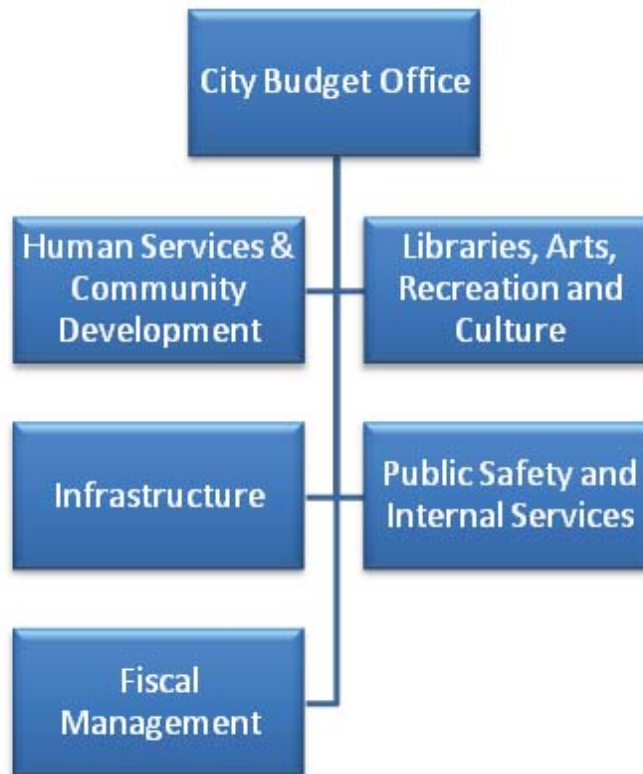 City Budget Office
Human Services &
Community
Development
Libraries, Arts,
Recreation and
Culture
Infrastructure
Public Safety and
Internal Services
Fiscal
Management